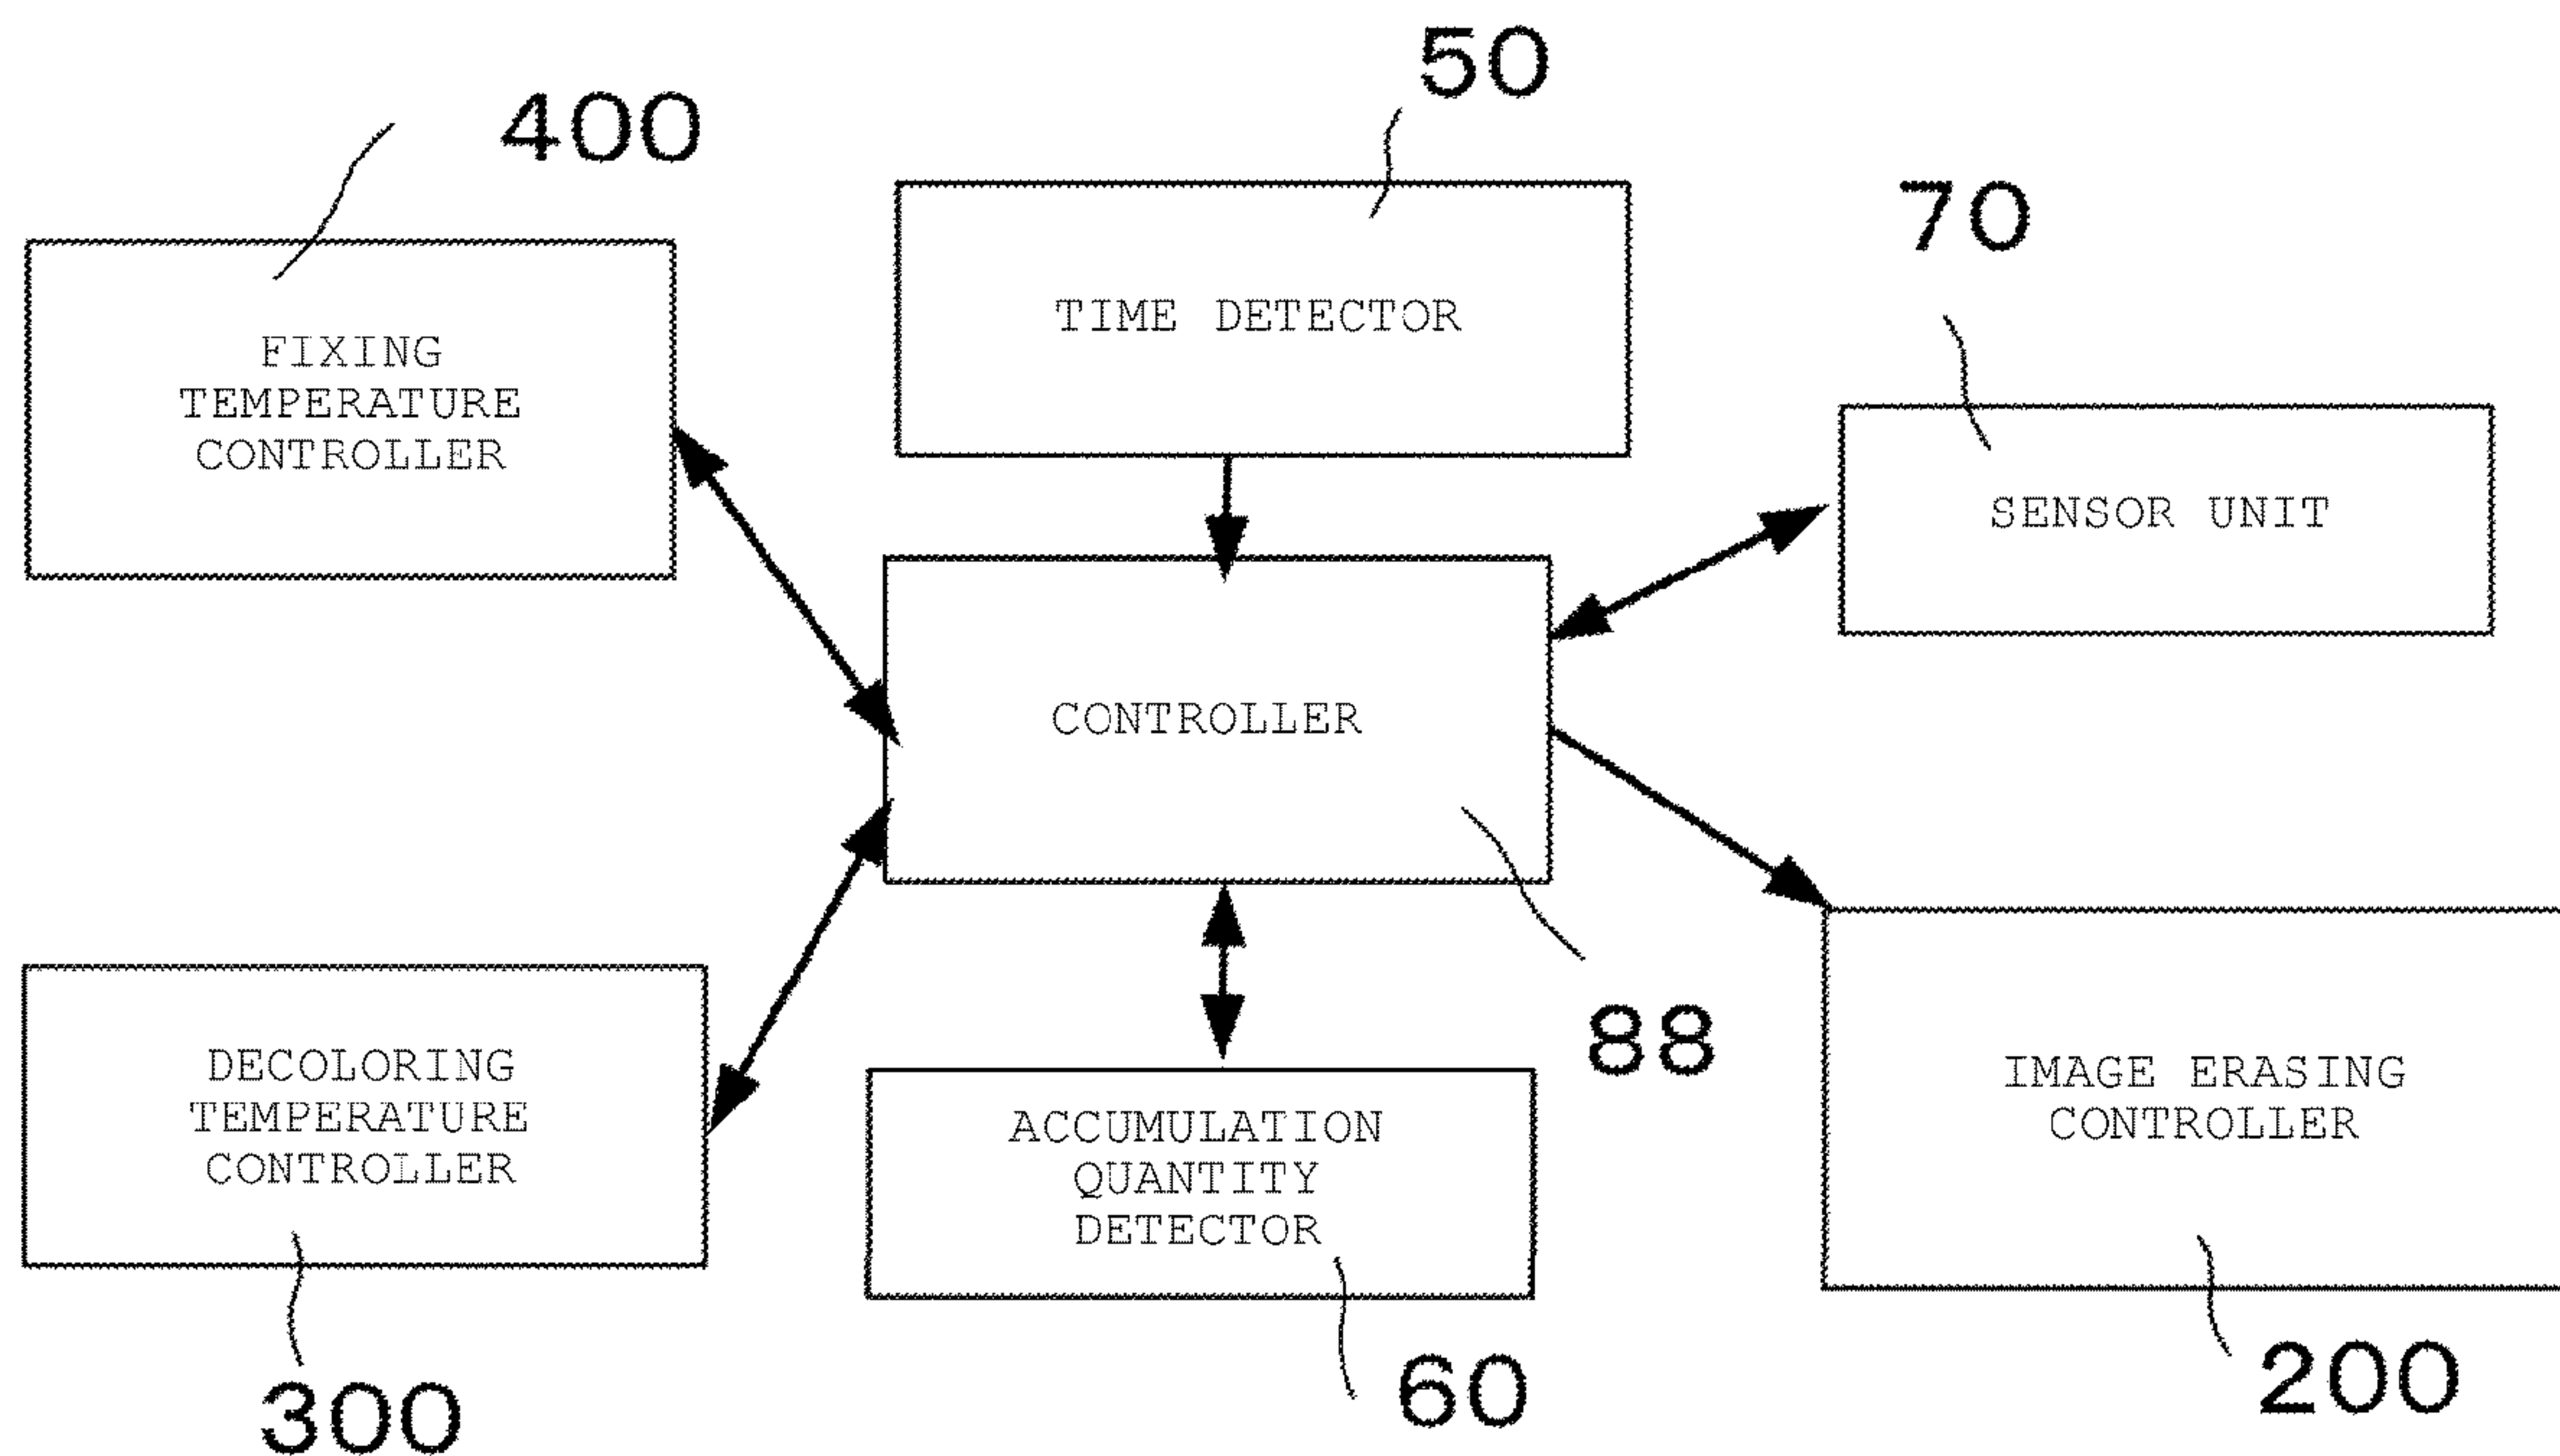 50
400
70
TIME DETECTOR
FIXING
TEMPERATURE
CONTROLLER
SENSOR UNIT
CONTROLLER
88
DECOLORING
TEMPERATURE
CONTROLLER
ACCUMULATION
QUANTITY
DETECTOR
IMAGE ERASING
CONTROLLER
300
60
200